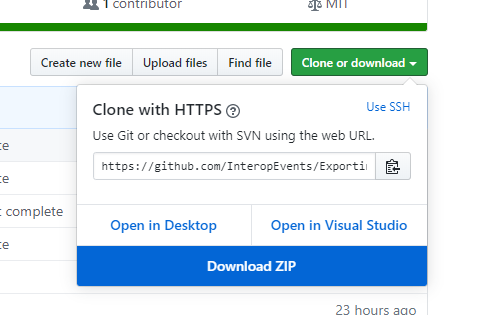 1 contributor
MIT
Create new file
Upload files
Find file
Clone or download
Clone with HTTPS
Use SSH
Use Git or checkout with SVN using the web URL.
https://github.com/InteropEvents/Exporti
te
te
t complete
te
Open in Desktop
Open in Visual Studio
Download ZIP
23 hours ago